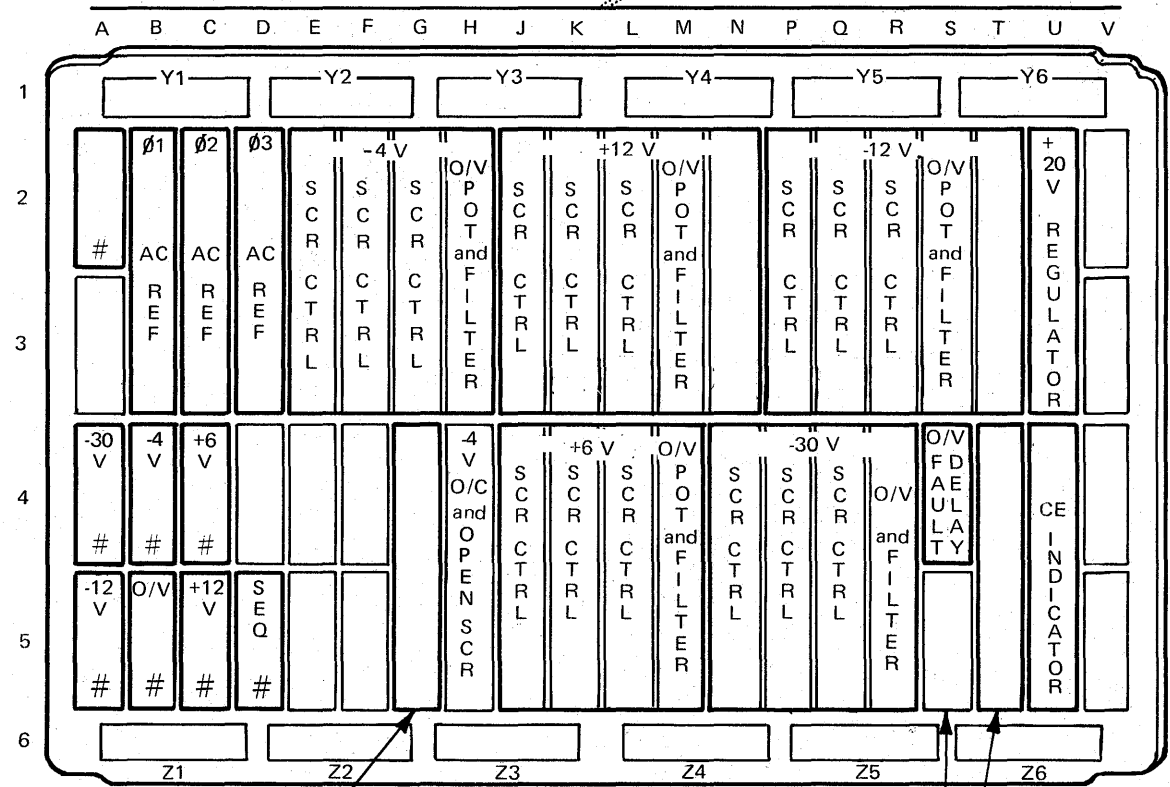 A B C D E F G H J K L M N P Q R S T U V
1
Y1 Y2 Y3 Y4 Y5 Y6
2
3
#
Ø1 AC REF
Ø2 AC REF
Ø3 AC REF
-4 V
SCR CTRL
SCR CTRL
SCR CTRL
O/V POT and FILTER
+12 V
SCR CTRL
SCR CTRL
SCR CTRL
O/V POT and FILTER
-12 V
SCR CTRL
SCR CTRL
SCR CTRL
O/V POT and FILTER
+20 V REGULATOR
4
-30 V #
-4 V #
+6 V #
-4 V O/C and OPEN SCR
+6 V
SCR CTRL
SCR CTRL
SCR CTRL
O/V POT and FILTER
-30 V
SCR CTRL
SCR CTRL
SCR CTRL
O/V and FILTER
O/V FAULT DELAY
CE INDICATOR
5
-12 V #
O/V #
+12 V #
SEQ #
6
Z1 Z2 Z3 Z4 Z5 Z6